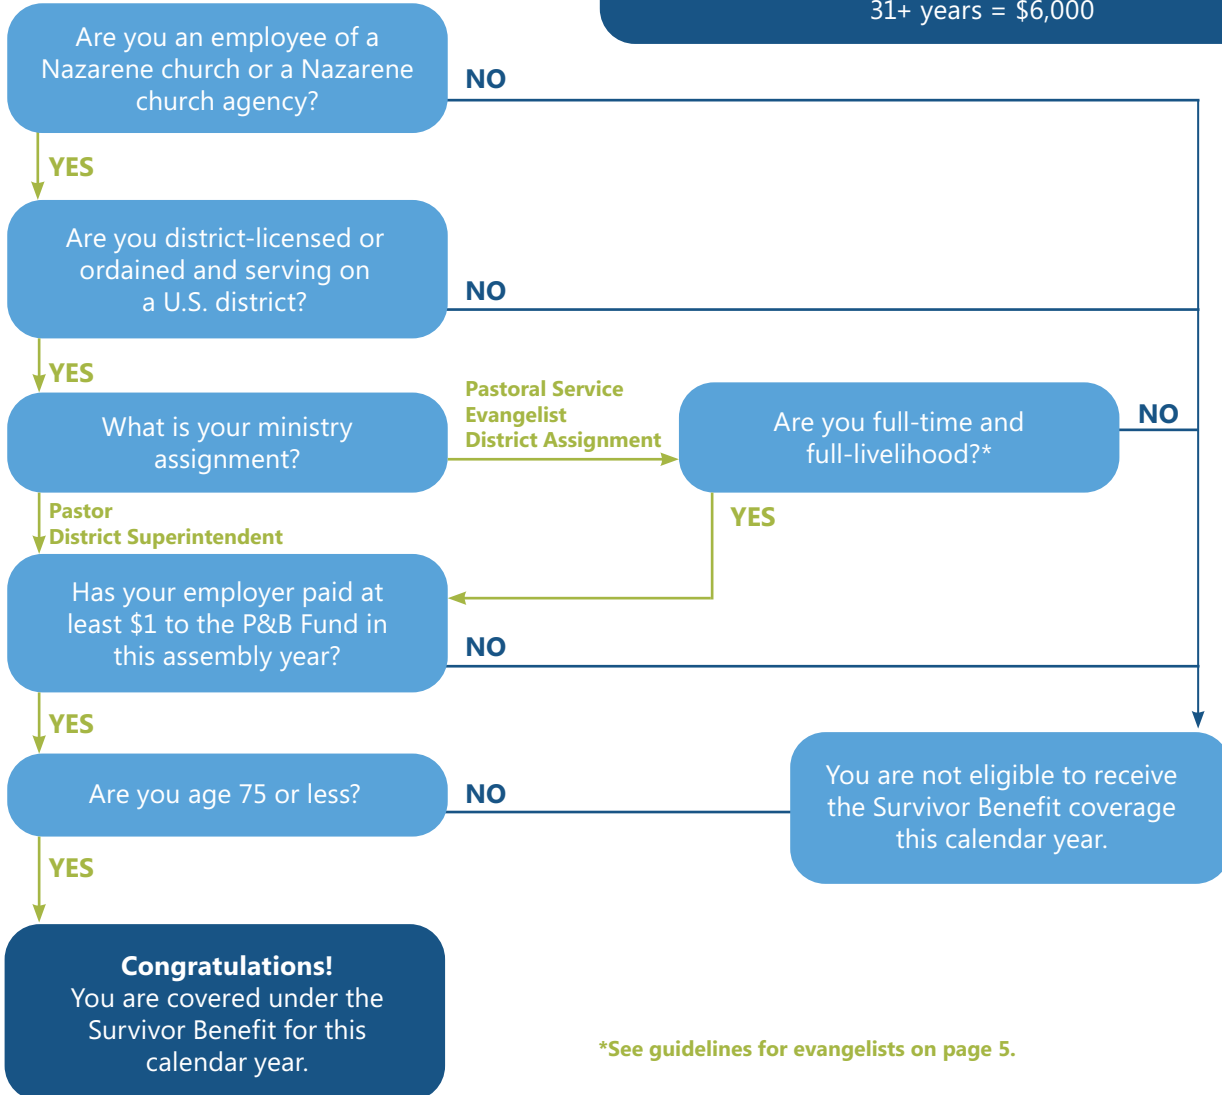 31+ years = $6,000
Are you an employee of a
Nazarene church or a Nazarene
church agency?
NO
YES
Are you district-licensed or
ordained and serving on
a U.S. district?
NO
YES
What is your ministry
assignment?
Pastoral Service
Evangelist
District Assignment
Are you full-time and
full-livelihood?*
NO
YES
Pastor
District Superintendent
Has your employer paid at
least $1 to the P&B Fund in
this assembly year?
NO
YES
Are you age 75 or less?
NO
You are not eligible to receive
the Survivor Benefit coverage
this calendar year.
YES
Congratulations!
You are covered under the
Survivor Benefit for this
calendar year.
*See guidelines for evangelists on page 5.